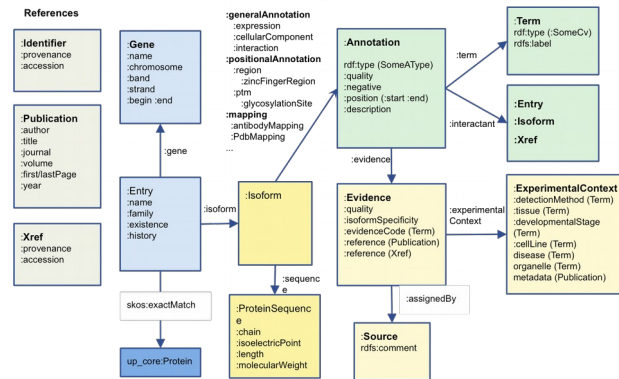 References
:Identifier
:provenance
:accession
:Publication
:author
:title
:journal
:volume
:first/lastPage
:year
:Xref
:provenance
:accession
:Gene
:name
:chromosome
:band
:strand
:begin :end
:gene
:Entry
:name
:family
:existence
:history
skos:exactMatch
up_core:Protein
:isoform
:generalAnnotation
:expression
:cellularComponent
:interaction
:positionalAnnotation
:region
:zincFingerRegion
:ptm
:glycosylationSite
:mapping
:antibodyMapping
:PdbMapping
...
:Isoform
:sequenc
e
:ProteinSequenc
e
:chain
:isoelectricPoint
:length
:molecularWeight
:Annotation
rdf:type (SomeAType)
:quality
:negative
:position (:start :end)
:description
:evidence
:Evidence
:quality
:isoformSpecificity
:evidenceCode (Term)
:reference (Publication)
:reference (Xref)
:assignedBy
:Source
rdfs:comment
:term
:interactant
:Term
rdf:type (:SomeCv)
rdfs:label
:Entry
:Isoform
:Xref
:experimental
Context
:ExperimentalContext
:detectionMethod (Term)
:tissue (Term)
:developmentalStage
(Term)
:cellLine (Term)
disease (Term)
organelle (Term)
metadata (Publication)